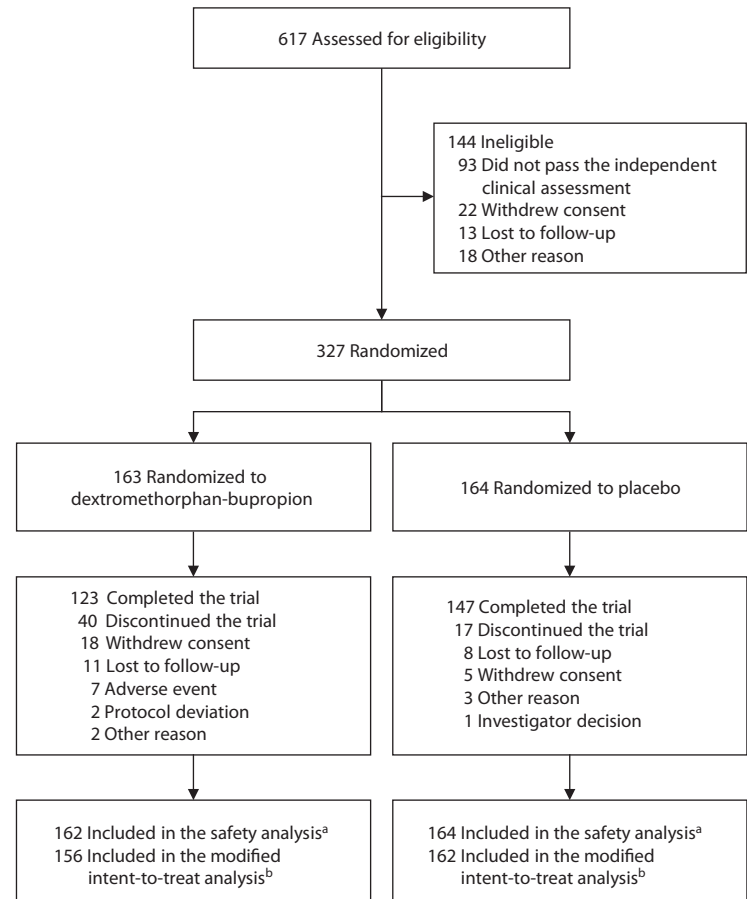 617 Assessed for eligibility
144 Ineligible
93 Did not pass the independent
clinical assessment
22 Withdrew consent
13 Lost to follow-up
18 Other reason
327 Randomized
163 Randomized to
dextromethorphan-bupropion
164 Randomized to placebo
123 Completed the trial
40 Discontinued the trial
18 Withdrew consent
11 Lost to follow-up
7 Adverse event
2 Protocol deviation
2 Other reason
147 Completed the trial
17 Discontinued the trial
8 Lost to follow-up
5 Withdrew consent
3 Other reason
1 Investigator decision
162 Included in the safety analysisᵃ
156 Included in the modified
intent-to-treat analysisᵇ
164 Included in the safety analysisᵃ
162 Included in the modified
intent-to-treat analysisᵇ